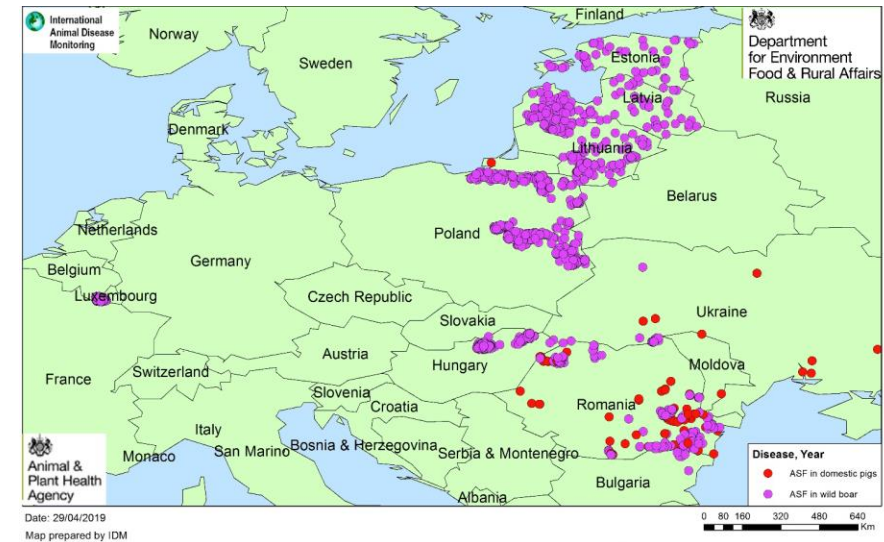 International
Animal Disease
Monitoring
Department
for Environment
Food & Rural Affairs
Finland
Norway
Sweden
Estonia
Latvia
Russia
Denmark
Lithuania
Belarus
Netherlands
Poland
Belgium
Germany
Luxembourg
Czech Republic
Ukraine
Slovakia
Austria
Hungary
Moldova
France
Switzerland
Slovenia
Croatia
Romania
Italy
Monaco
San Marino
Bosnia & Herzegovina
Serbia & Montenegro
Bulgaria
Albania
Animal &
Plant Health
Agency
Disease, Year
ASF in domestic pigs
ASF in wild boar
Date: 29/04/2019
Map prepared by IDM
0 80 160 320 480 640
Km